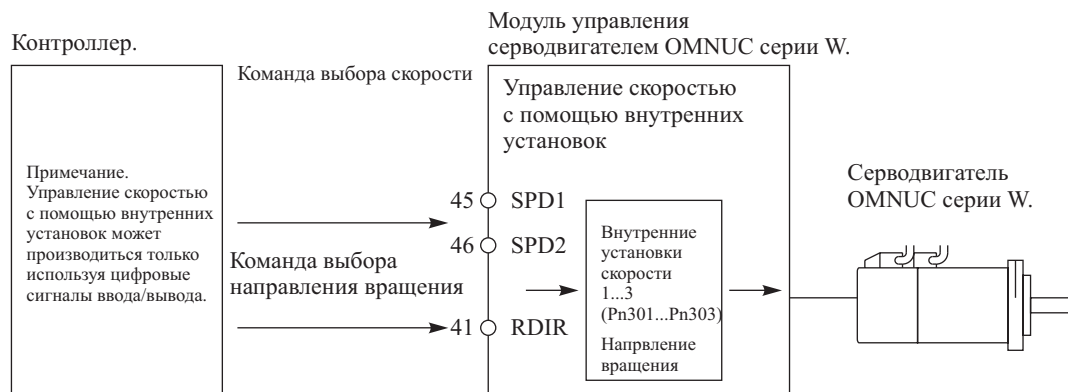 Контроллер.
Примечание.
Управление скоростью
с помощью внутренних
установок может
производиться только
используя цифровые
сигналы ввода/вывода.
Команда выбора скорости
Команда выбора
направления вращения
Модуль управления
серводвигателем OMNUC серии W.
Управление скоростью
с помощью внутренних
установок
45 SPD1
46 SPD2
41 RDIR
Внутренние
установки
скорости
1...3
(Pn301...Pn303)
Напрвление
вращения
Серводвигатель
OMNUC серии W.